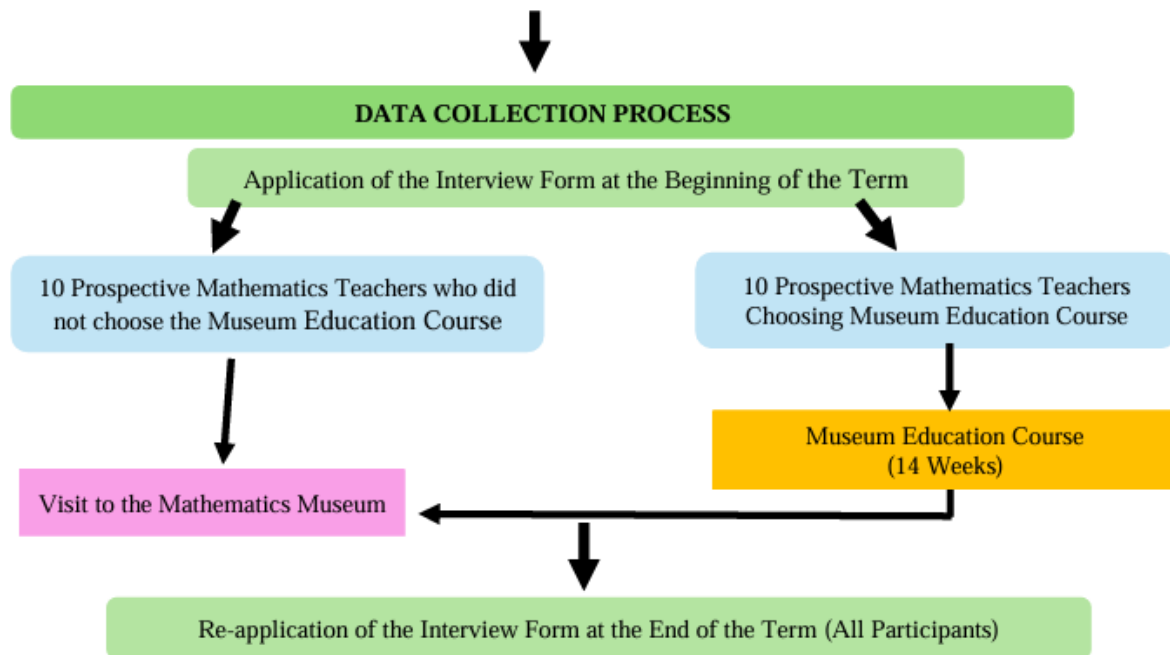 DATA COLLECTION PROCESS
Application of the Interview Form at the Beginning of the Term
10 Prospective Mathematics Teachers who did
not choose the Museum Education Course
10 Prospective Mathematics Teachers
Choosing Museum Education Course
Museum Education Course
(14 Weeks)
Visit to the Mathematics Museum
Re-application of the Interview Form at the End of the Term (All Participants)